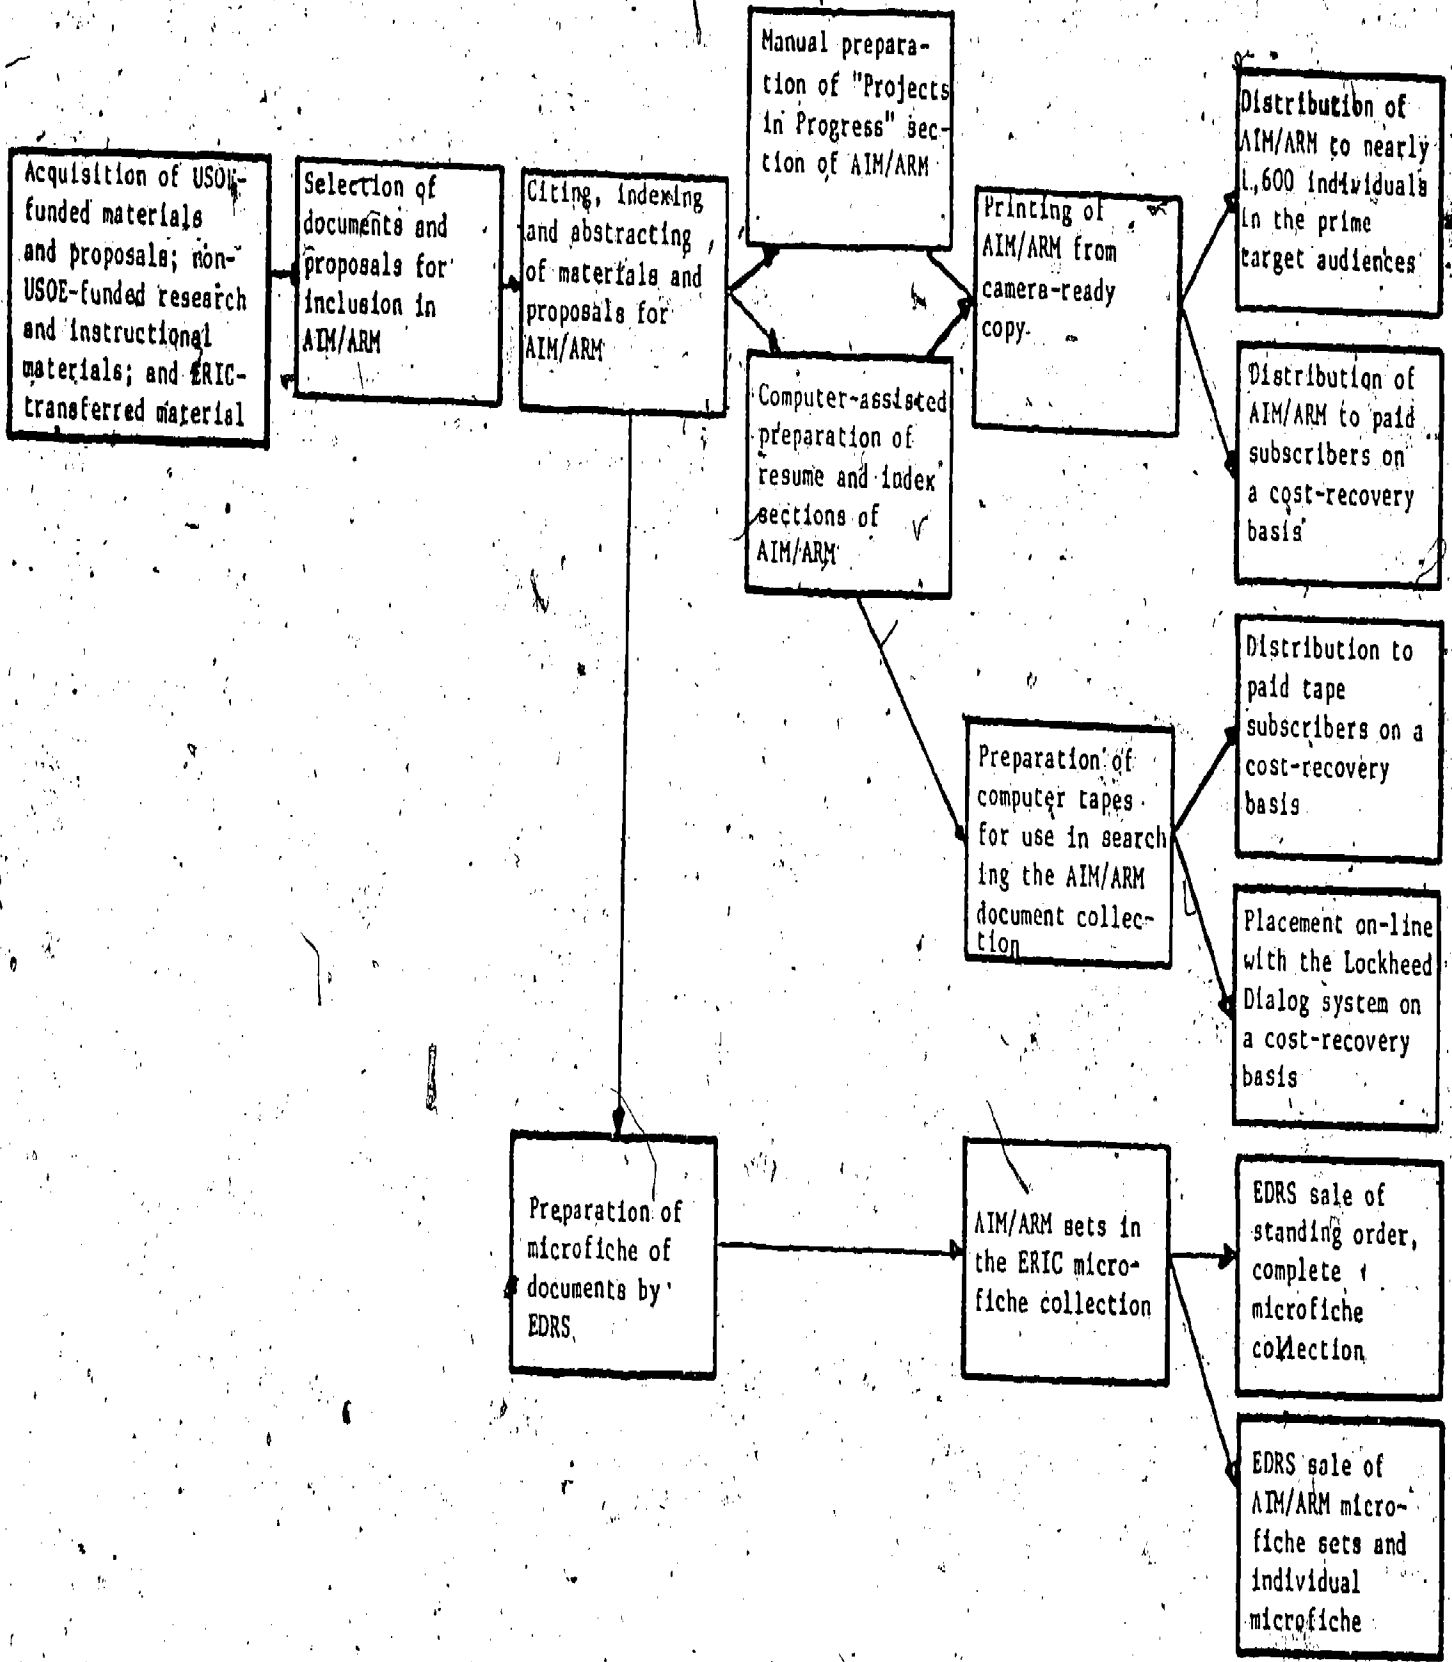 Acquisition of USOE-
funded materials
and proposals; non-
USOE-funded research
and instructional
materials; and ERIC-
transferred material
Selection of
documents and
proposals for
inclusion in
AIM/ARM
Citing, indexing
and abstracting
of materials and
proposals for
AIM/ARM
Manual prepara-
tion of "Projects
in Progress" sec-
tion of AIM/ARM
Computer-assisted
preparation of
resume and index
sections of
AIM/ARM
Printing of
AIM/ARM from
camera-ready
copy
Distribution of
AIM/ARM to nearly
1,600 individuals
in the prime
target audiences
Distribution of
AIM/ARM to paid
subscribers on
a cost-recovery
basis
Preparation of
computer tapes
for use in search
ing the AIM/ARM
document collec-
tion
Distribution to
paid tape
subscribers on a
cost-recovery
basis
Placement on-line
with the Lockheed
Dialog system on
a cost-recovery
basis
Preparation of
microfiche of
documents by
EDRS
AIM/ARM sets in
the ERIC micro-
fiche collection
EDRS sale of
standing order,
complete
microfiche
collection
EDRS sale of
AIM/ARM micro-
fiche sets and
individual
microfiche